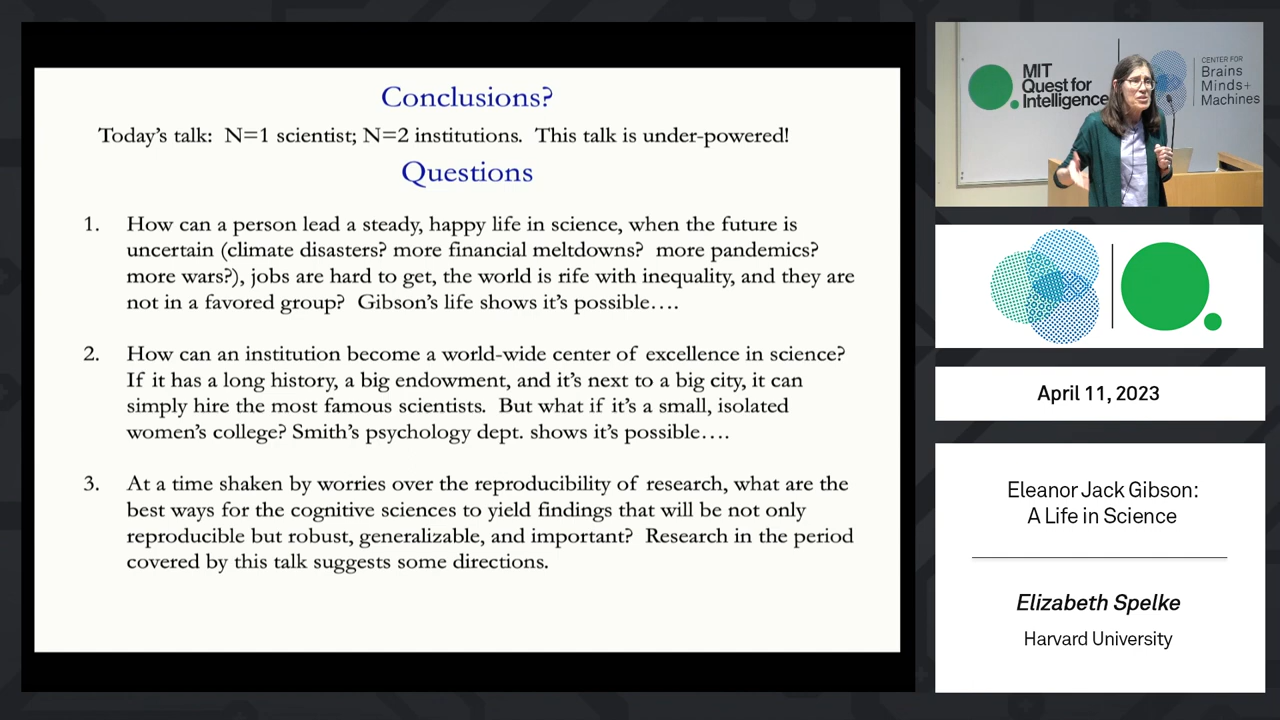 Conclusions?
Today's talk:  N=1 scientist; N=2 institutions.  This talk is under-powered!
Questions
1. How can a person lead a steady, happy life in science, when the future is
uncertain (climate disasters? more financial meltdowns?  more pandemics?
more wars?), jobs are hard to get, the world is rife with inequality, and they are
not in a favored group?  Gibson's life shows it's possible….
2. How can an institution become a world-wide center of excellence in science?
If it has a long history, a big endowment, and it's next to a big city, it can
simply hire the most famous scientists.  But what if it's a small, isolated
women's college? Smith's psychology dept. shows it's possible….
3. At a time shaken by worries over the reproducibility of research, what are the
best ways for the cognitive sciences to yield findings that will be not only
reproducible but robust, generalizable, and important?  Research in the period
covered by this talk suggests some directions.
MIT
Quest for
Intelligence
CENTER FOR
Brains
Minds+
Machines
April 11, 2023
Eleanor Jack Gibson:
A Life in Science
Elizabeth Spelke
Harvard University